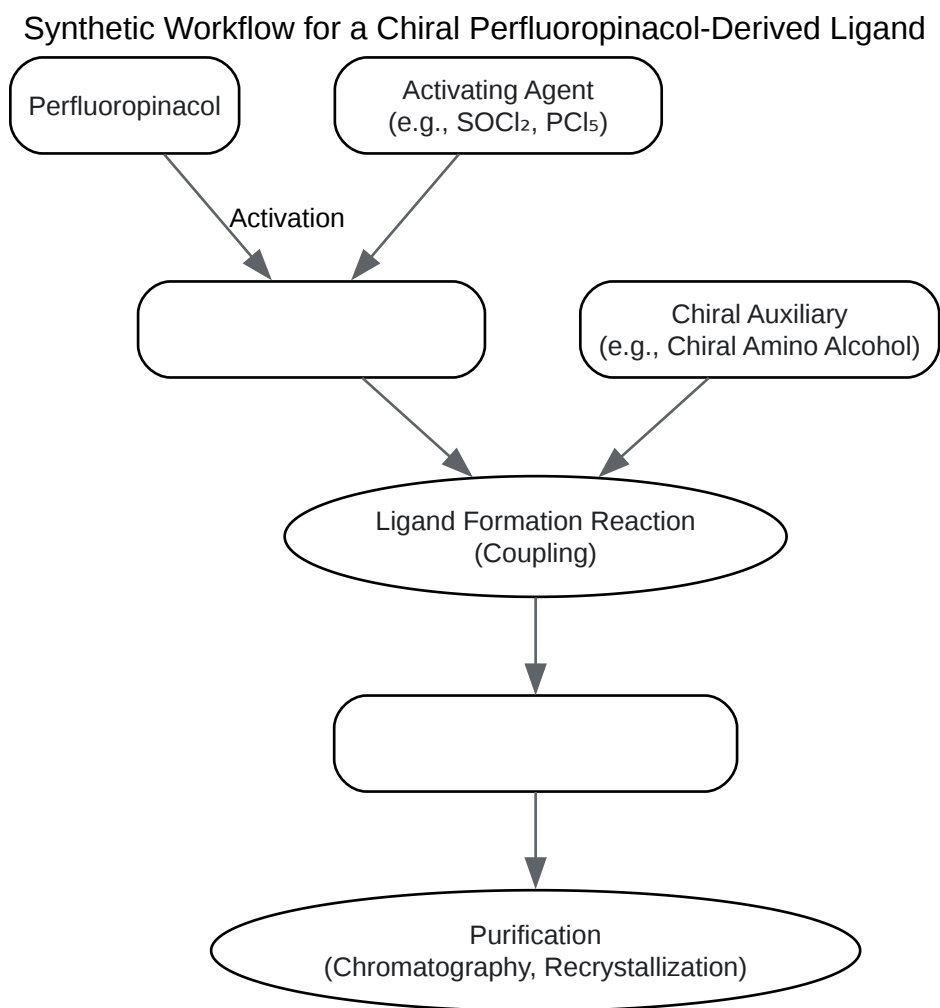 Synthetic Workflow for a Chiral Perfluoropinacol-Derived Ligand
Perfluoropinacol
Activating Agent
(e.g., SOCl₂, PCl₅)
Activation
Chiral Auxiliary
(e.g., Chiral Amino Alcohol)
Ligand Formation Reaction
(Coupling)
Purification
(Chromatography, Recrystallization)